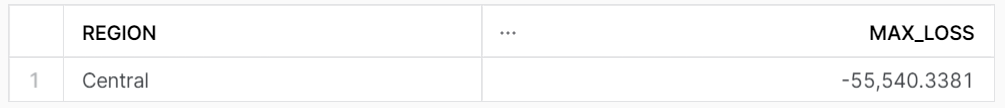 REGION ... MAX_LOSS
1 Central -55,540.3381